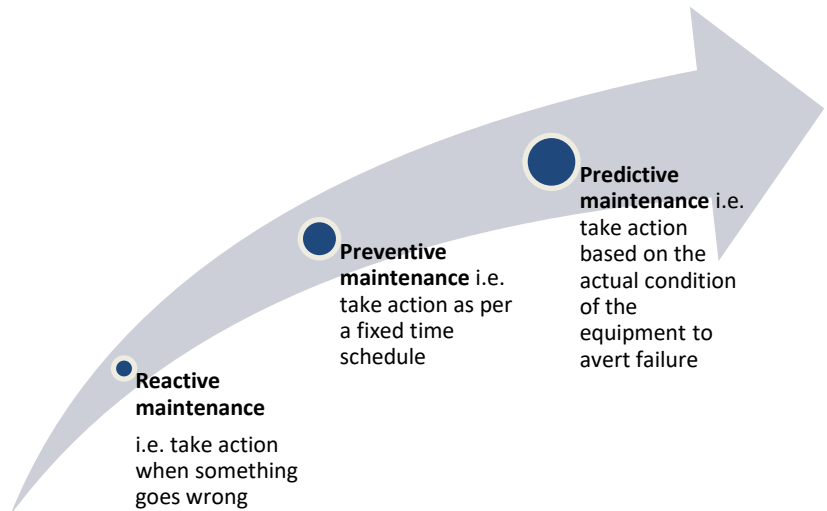 Reactive
maintenance
i.e. take action
when something
goes wrong
Preventive
maintenance i.e.
take action as per
a fixed time
schedule
Predictive
maintenance i.e.
take action
based on the
actual condition
of the
equipment to
avert failure